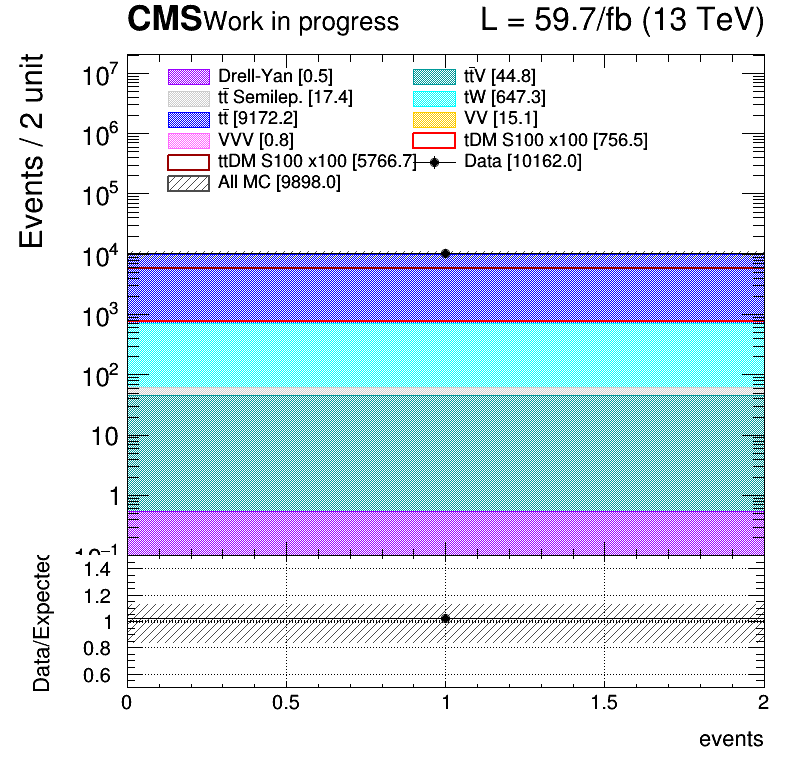 CMS Work in progress L = 59.7/fb (13 TeV)
Events / 2 unit
10⁷
10⁶
10⁵
10⁴
10³
10²
10
1
10⁻¹
Drell-Yan [0.5] tt̄V [44.8]
tt̄ Semilep. [17.4] tW [647.3]
tt̄ [9172.2] VV [15.1]
VVV [0.8] tDM S100 x100 [756.5]
ttDM S100 x100 [5766.7] Data [10162.0]
All MC [9898.0]
Data/Expected
1.4
1.2
1
0.8
0.6
0 0.5 1 1.5 2
events